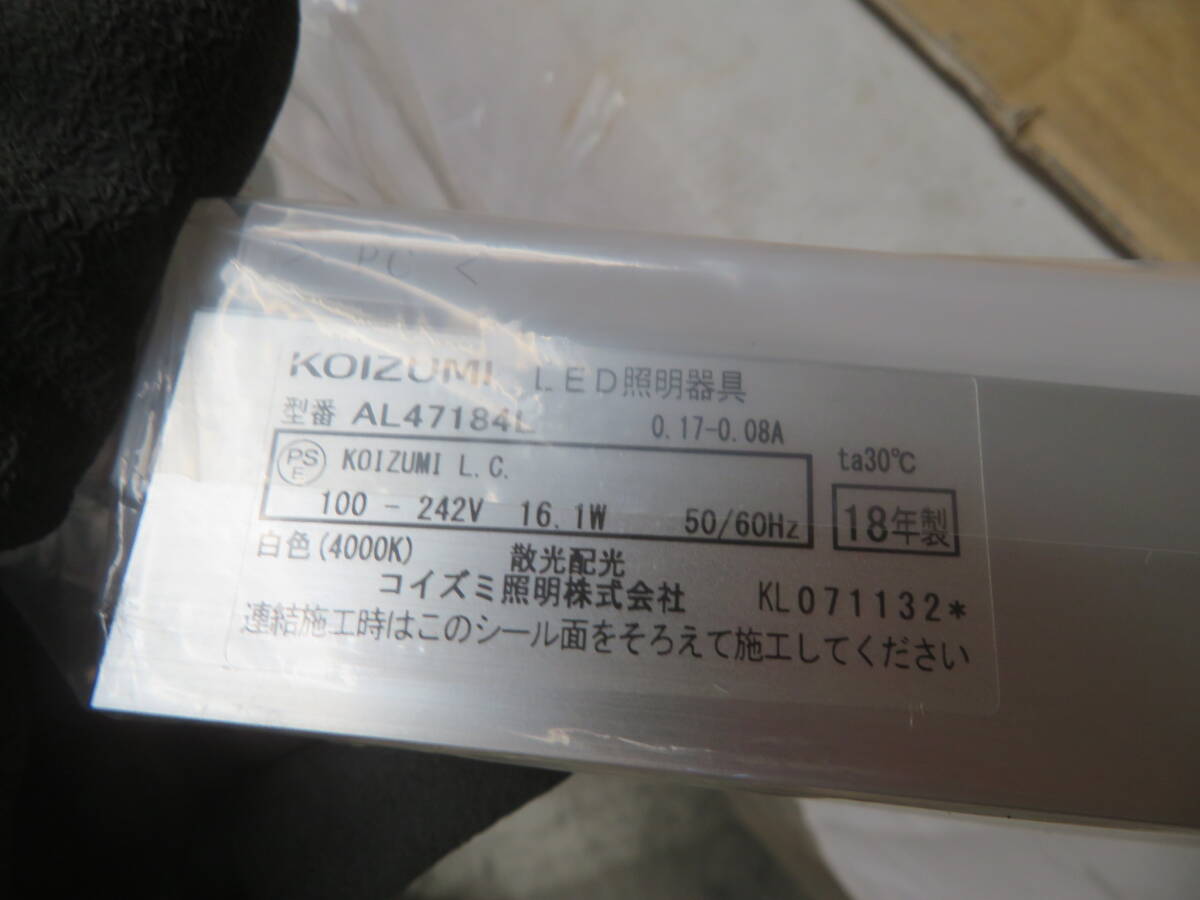 > PC <
KOIZUMI LED照明器具
型番 AL47184L 0.17-0.08A
PS E KOIZUMI L.C. ta30℃
100 - 242V 16.1W 50/60Hz 18年製
白色(4000K) 散光配光
コイズミ照明株式会社 KL071132*
連結施工時はこのシール面をそろえて施工してください